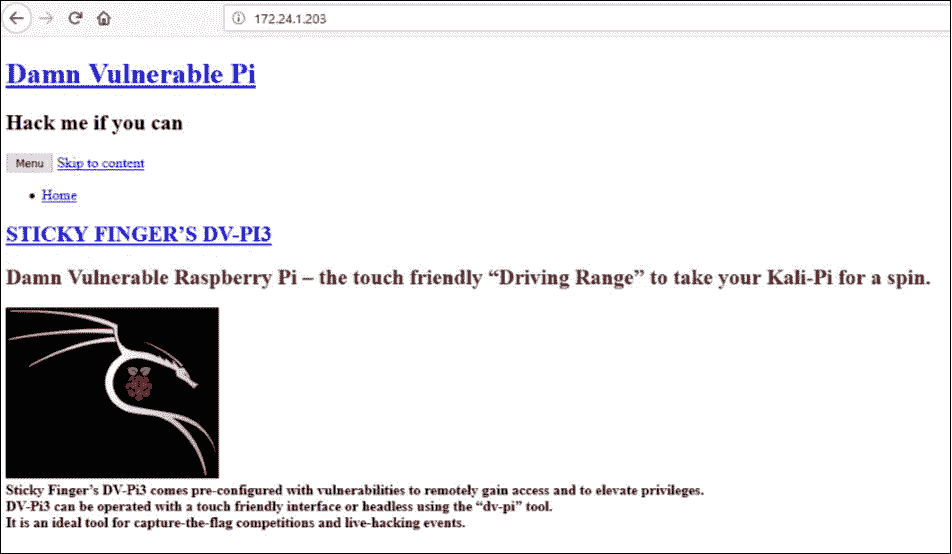 172.24.1.203
Damn Vulnerable Pi
Hack me if you can
Menu Skip to content
Home
STICKY FINGER’S DV-PI3
Damn Vulnerable Raspberry Pi – the touch friendly “Driving Range” to take your Kali-Pi for a spin.
Sticky Finger’s DV-Pi3 comes pre-configured with vulnerabilities to remotely gain access and to elevate privileges.
DV-Pi3 can be operated with a touch friendly interface or headless using the “dv-pi” tool.
It is an ideal tool for capture-the-flag competitions and live-hacking events.